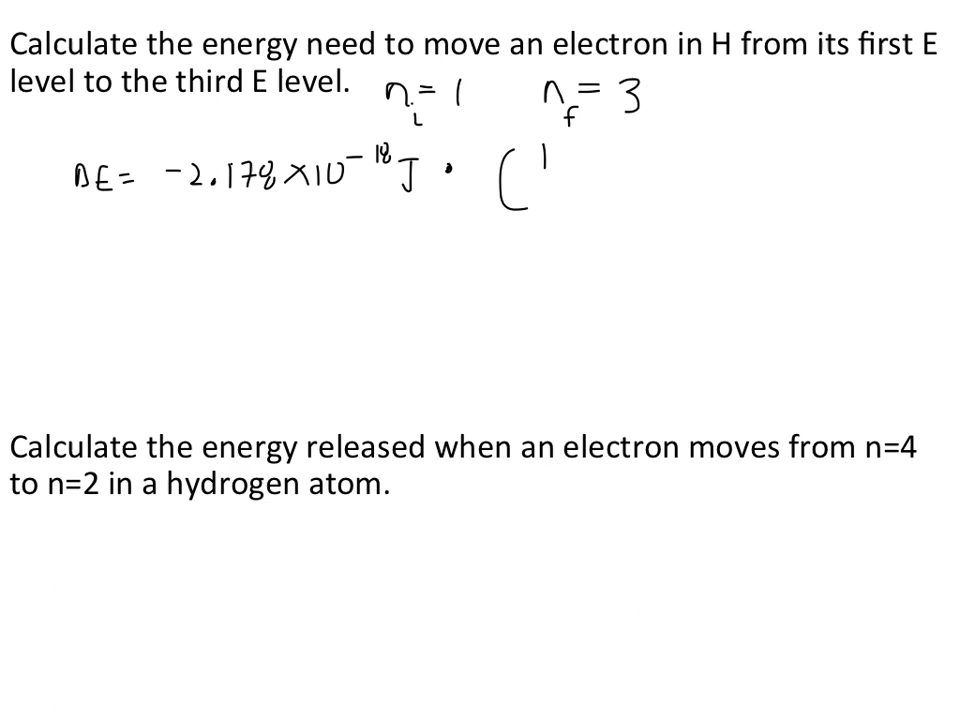 Calculate the energy need to move an electron in H from its first E
level to the third E level. nᵢ = 1 n_f = 3
ΔE = -2.178 × 10⁻¹⁸ J · ( 1
Calculate the energy released when an electron moves from n=4
to n=2 in a hydrogen atom.